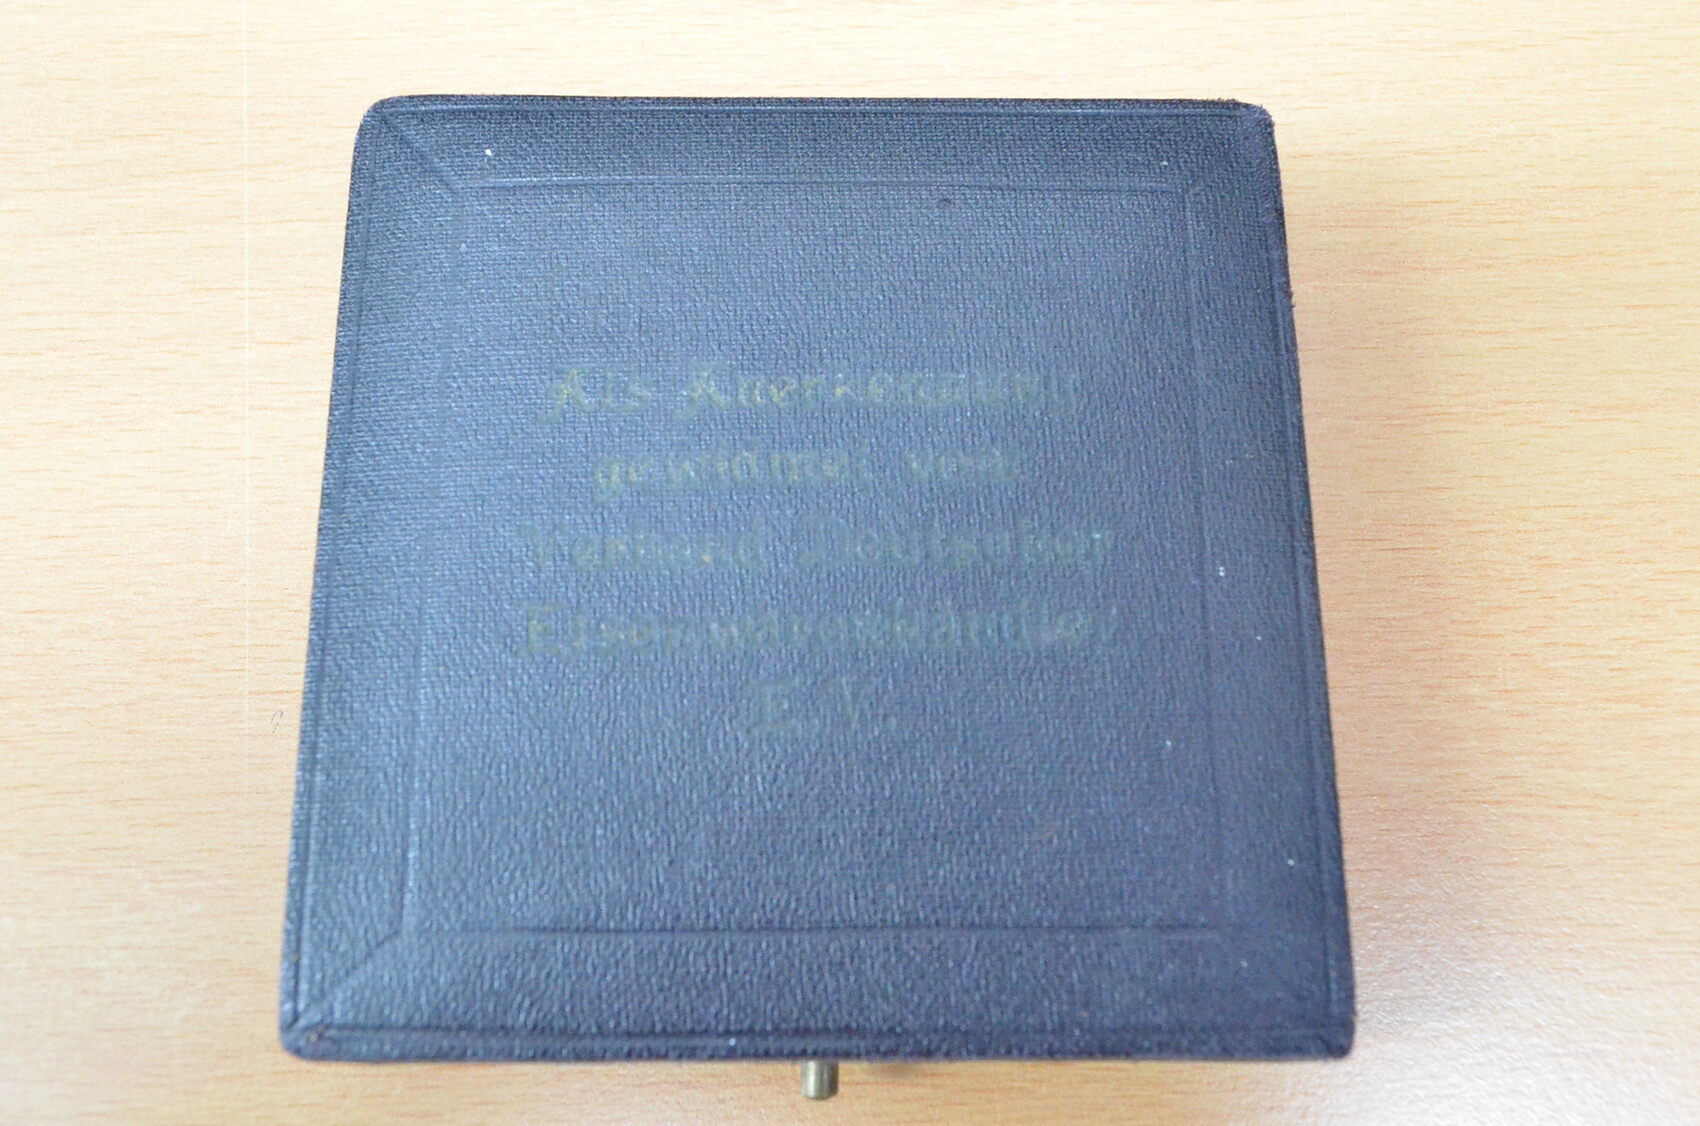 Als Anerkennung
gewidmet vom
Verband Deutscher
Eisenwarenhändler
E.V.